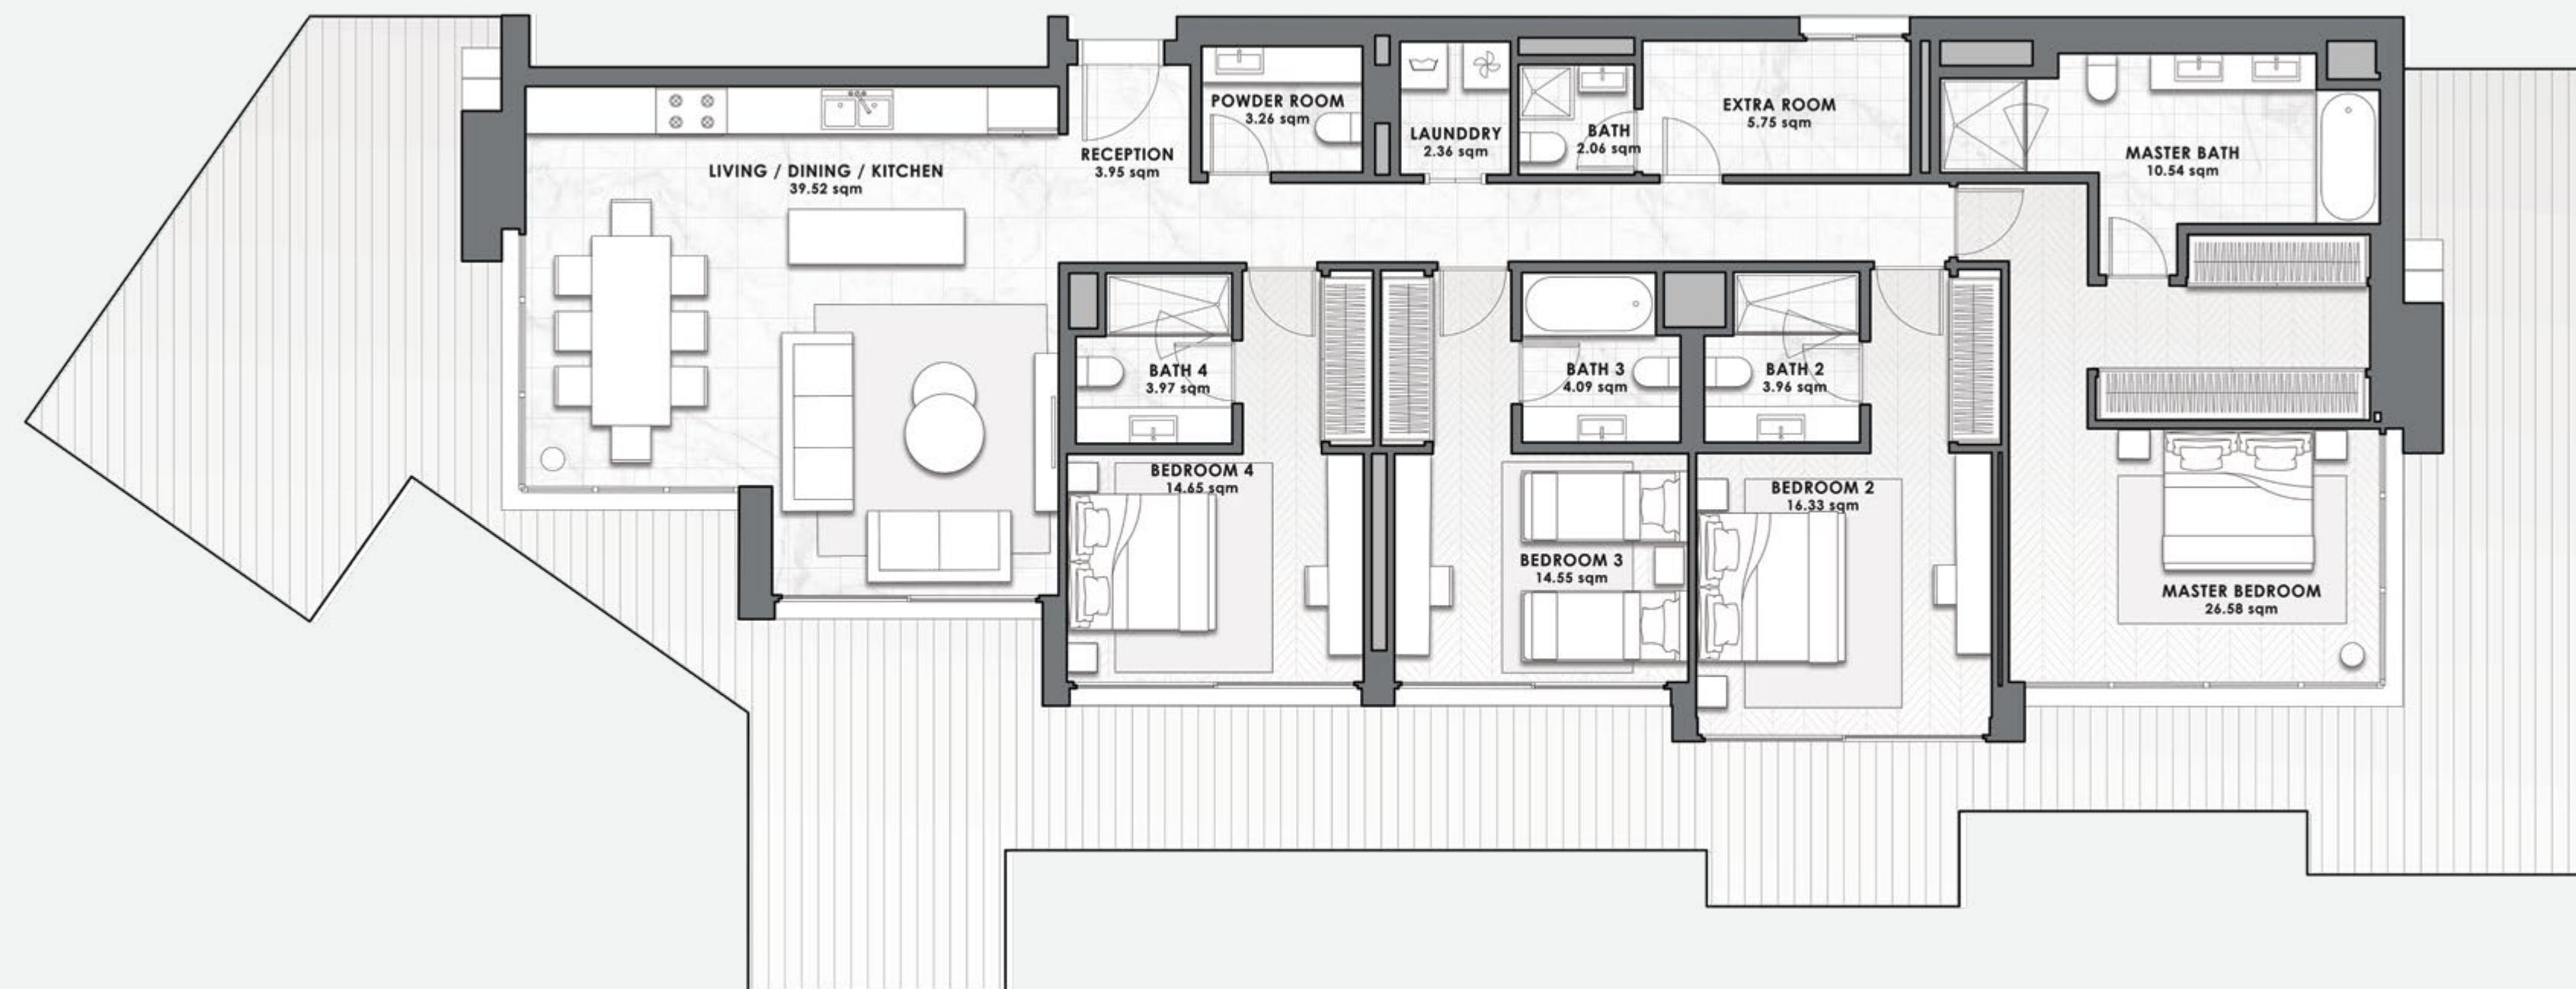 POWDER ROOM
3.26 sqm
EXTRA ROOM
5.75 sqm
LAUNDDRY
2.36 sqm
BATH
2.06 sqm
RECEPTION
3.95 sqm
MASTER BATH
10.54 sqm
LIVING / DINING / KITCHEN
39.52 sqm
BATH 4
3.97 sqm
BATH 3
4.09 sqm
BATH 2
3.96 sqm
BEDROOM 4
14.65 sqm
BEDROOM 2
16.33 sqm
BEDROOM 3
14.55 sqm
MASTER BEDROOM
26.58 sqm